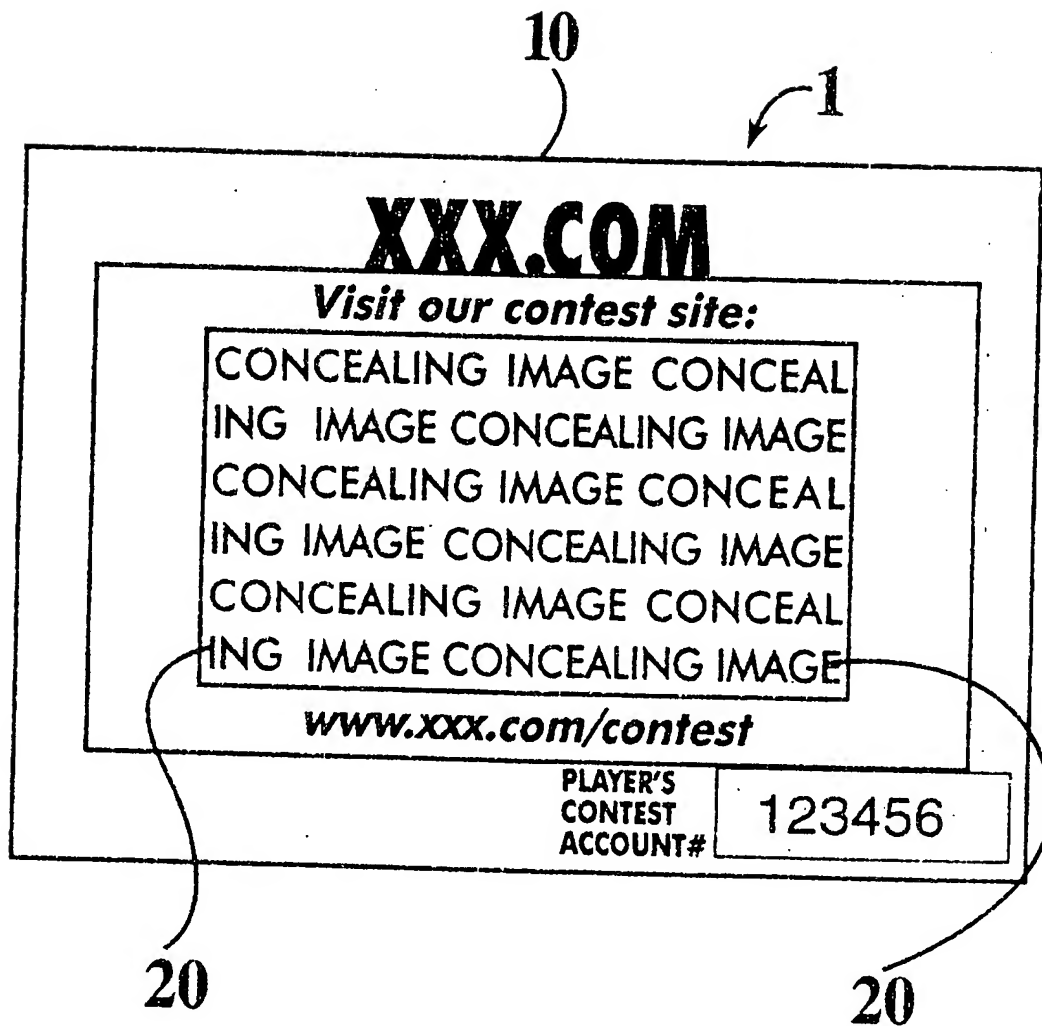 10
1
XXX.COM
Visit our contest site:
CONCEALING IMAGE CONCEAL
ING IMAGE CONCEALING IMAGE
CONCEALING IMAGE CONCEAL
ING IMAGE CONCEALING IMAGE
CONCEALING IMAGE CONCEAL
ING IMAGE CONCEALING IMAGE
www.xxx.com/contest
PLAYER'S
CONTEST
ACCOUNT#
123456
20
20